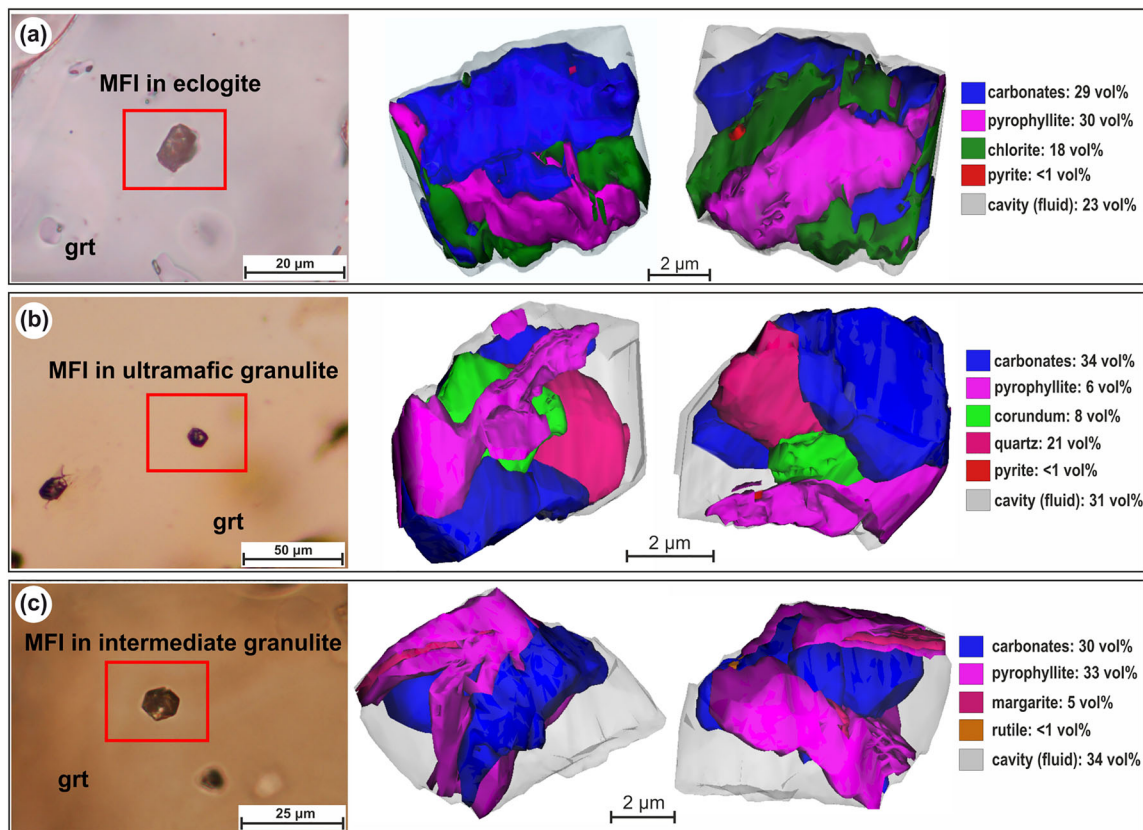 (a)
MFI in eclogite
grt
20 µm
2 µm
carbonates: 29 vol%
pyrophyllite: 30 vol%
chlorite: 18 vol%
pyrite: <1 vol%
cavity (fluid): 23 vol%
(b)
MFI in ultramafic granulite
grt
50 µm
2 µm
carbonates: 34 vol%
pyrophyllite: 6 vol%
corundum: 8 vol%
quartz: 21 vol%
pyrite: <1 vol%
cavity (fluid): 31 vol%
(c)
MFI in intermediate granulite
grt
25 µm
2 µm
carbonates: 30 vol%
pyrophyllite: 33 vol%
margarite: 5 vol%
rutile: <1 vol%
cavity (fluid): 34 vol%